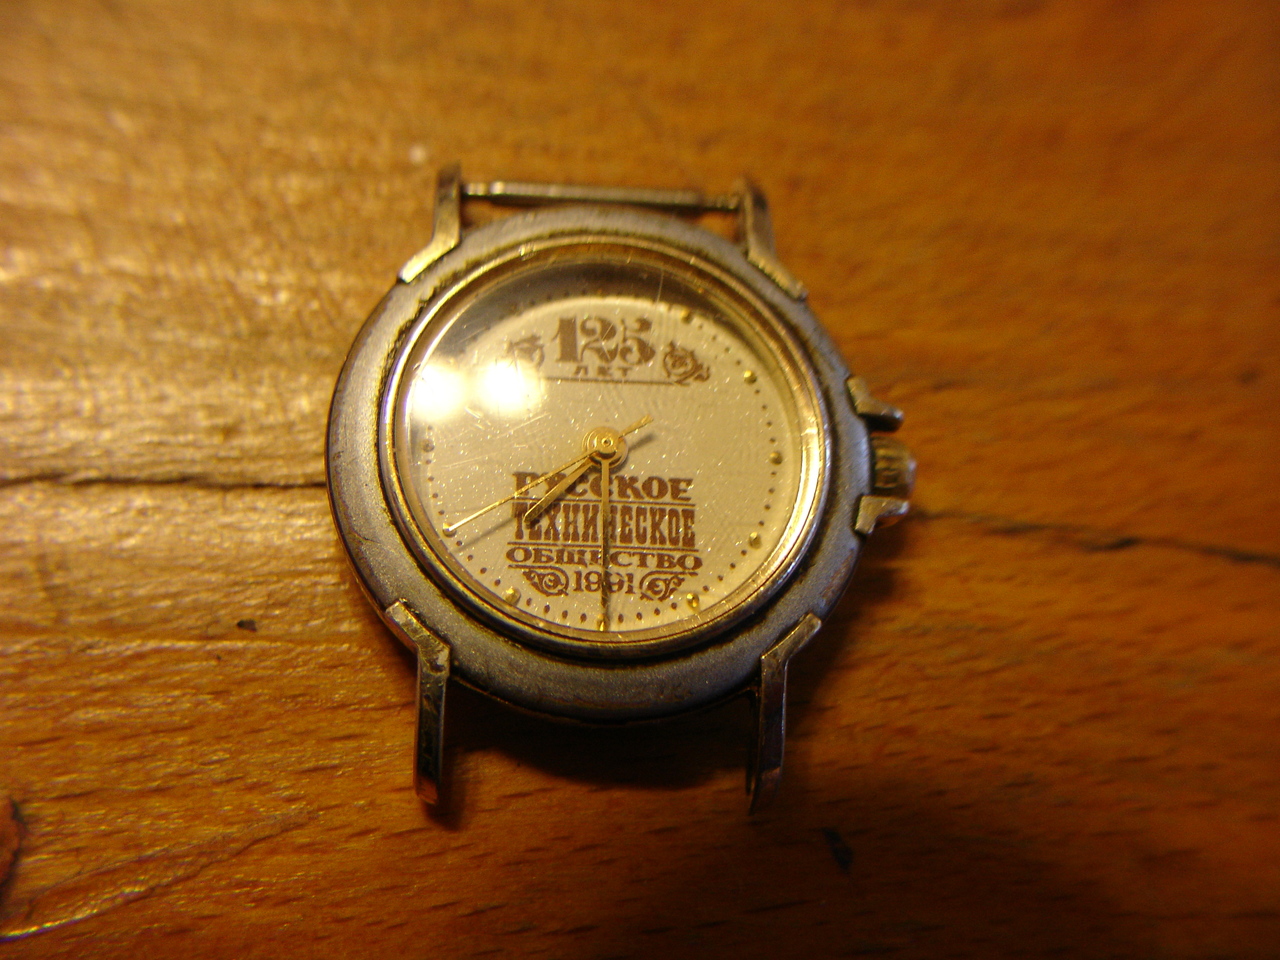 125
ЛЕТ
РУССКОЕ
ТЕХНИЧЕСКОЕ
ОБЩЕСТВО
1991